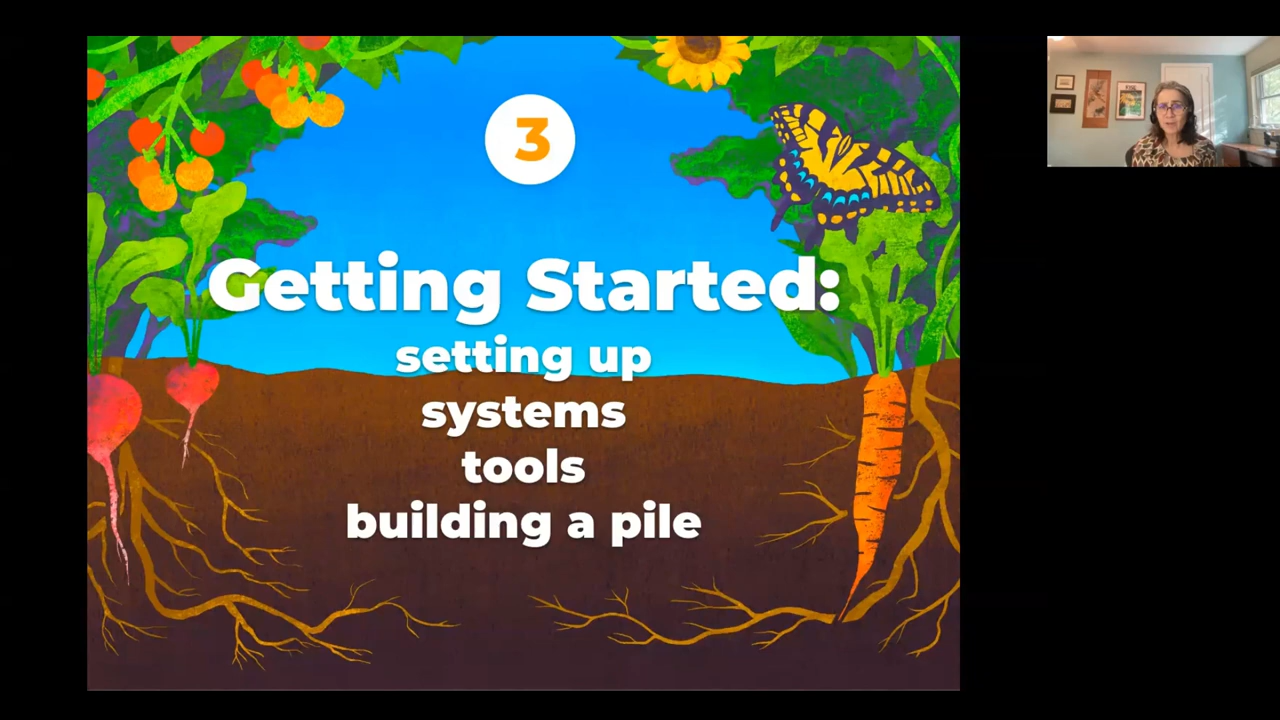 3
Getting Started:
setting up
systems
tools
building a pile